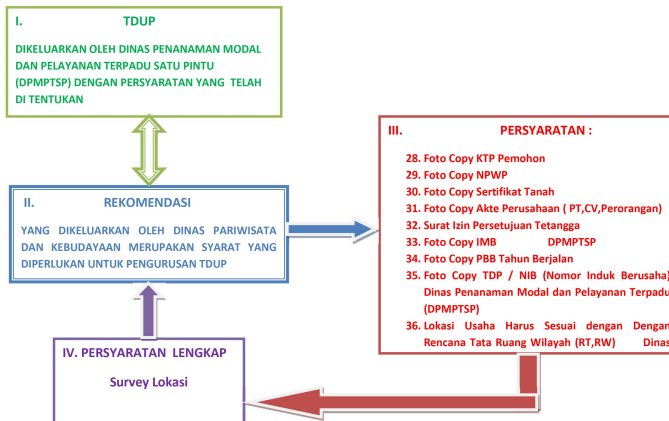 I. TDUP
DIKELUARKAN OLEH DINAS PENANAMAN MODAL
DAN PELAYANAN TERPADU SATU PINTU
(DPMPTSP) DENGAN PERSYARATAN YANG TELAH
DI TENTUKAN
II. REKOMENDASI
YANG DIKELUARKAN OLEH DINAS PARIWISATA
DAN KEBUDAYAAN MERUPAKAN SYARAT YANG
DIPERLUKAN UNTUK PENGURUSAN TDUP
III. PERSYARATAN :
28. Foto Copy KTP Pemohon
29. Foto Copy NPWP
30. Foto Copy Sertifikat Tanah
31. Foto Copy Akte Perusahaan ( PT,CV,Perorangan)
32. Surat Izin Persetujuan Tetangga
33. Foto Copy IMB DPMPTSP
34. Foto Copy PBB Tahun Berjalan
35. Foto Copy TDP / NIB (Nomor Induk Berusaha)
Dinas Penanaman Modal dan Pelayanan Terpadu
(DPMPTSP)
36. Lokasi Usaha Harus Sesuai dengan Dengan
Rencana Tata Ruang Wilayah (RT,RW) Dinas
IV. PERSYARATAN LENGKAP
Survey Lokasi